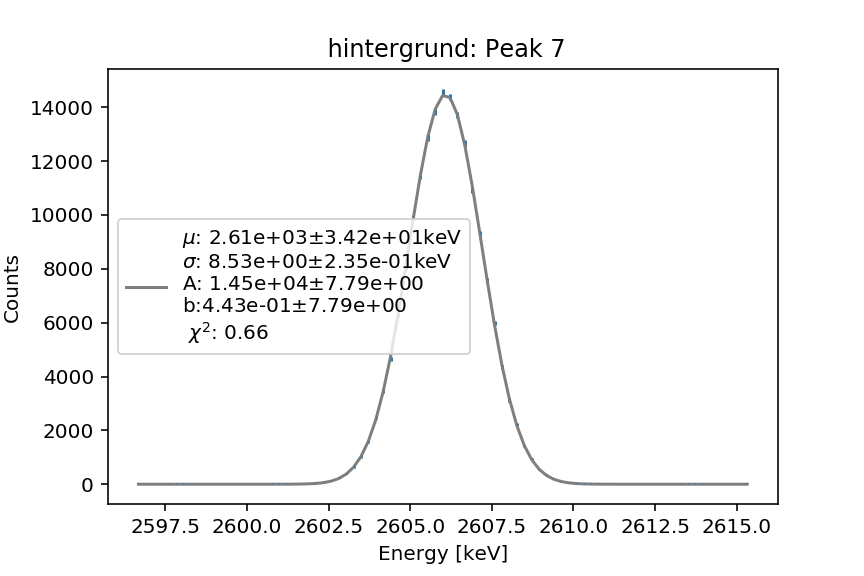 hintergrund: Peak 7
14000
12000
10000
8000
6000
4000
2000
0
Counts
μ: 2.61e+03±3.42e+01keV
σ: 8.53e+00±2.35e-01keV
A: 1.45e+04±7.79e+00
b:4.43e-01±7.79e+00
χ²: 0.66
2597.5 2600.0 2602.5 2605.0 2607.5 2610.0 2612.5 2615.0
Energy [keV]